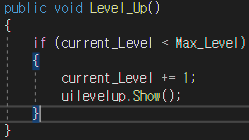 public void Level_Up()
{
if (current_Level < Max_Level)
{
current_Level += 1;
uilevelup.Show();
}
}